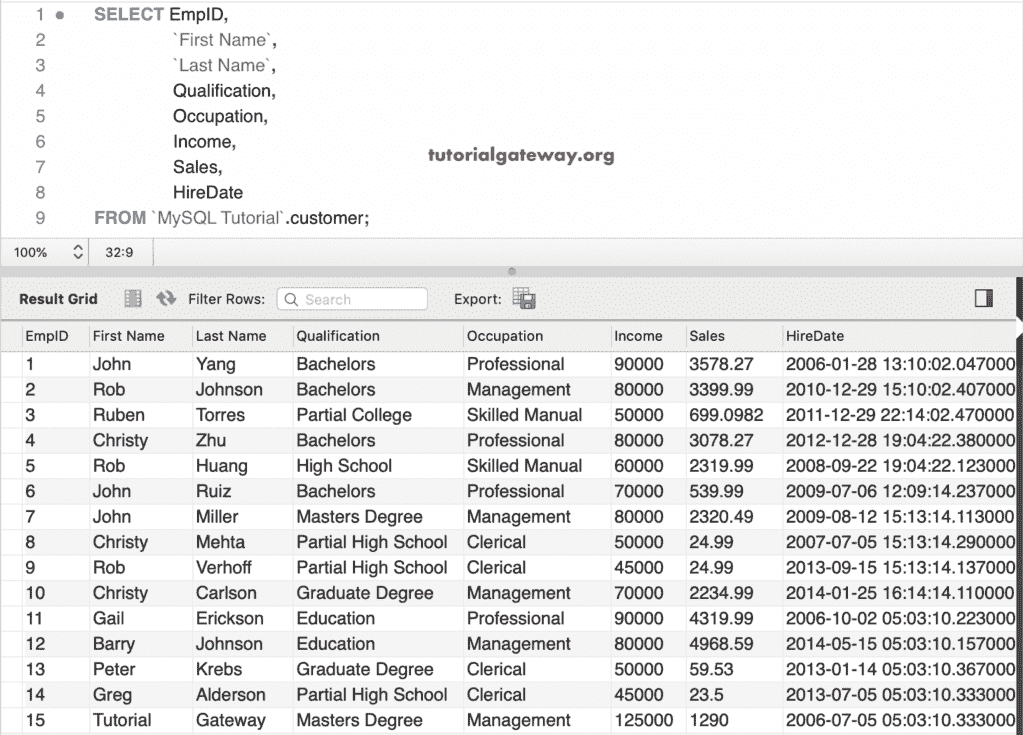 1 SELECT EmpID,
2 `First Name`,
3 `Last Name`,
4 Qualification,
5 Occupation,
6 Income,
7 Sales,
8 HireDate
9 FROM `MySQL Tutorial`.customer;
tutorialgateway.org
100% 32:9
Result Grid Filter Rows: Search Export:
EmpID First Name Last Name Qualification Occupation Income Sales HireDate
1 John Yang Bachelors Professional 90000 3578.27 2006-01-28 13:10:02.047000
2 Rob Johnson Bachelors Management 80000 3399.99 2010-12-29 15:10:02.407000
3 Ruben Torres Partial College Skilled Manual 50000 699.0982 2011-12-29 22:14:02.470000
4 Christy Zhu Bachelors Professional 80000 3078.27 2012-12-28 19:04:22.380000
5 Rob Huang High School Skilled Manual 60000 2319.99 2008-09-22 19:04:22.123000
6 John Ruiz Bachelors Professional 70000 539.99 2009-07-06 12:09:14.237000
7 John Miller Masters Degree Management 80000 2320.49 2009-08-12 15:13:14.113000
8 Christy Mehta Partial High School Clerical 50000 24.99 2007-07-05 15:13:14.290000
9 Rob Verhoff Partial High School Clerical 45000 24.99 2013-09-15 15:13:14.137000
10 Christy Carlson Graduate Degree Management 70000 2234.99 2014-01-25 16:14:14.110000
11 Gail Erickson Education Professional 90000 4319.99 2006-10-02 05:03:10.223000
12 Barry Johnson Education Management 80000 4968.59 2014-05-15 05:03:10.157000
13 Peter Krebs Graduate Degree Clerical 50000 59.53 2013-01-14 05:03:10.367000
14 Greg Alderson Partial High School Clerical 45000 23.5 2013-07-05 05:03:10.333000
15 Tutorial Gateway Masters Degree Management 125000 1290 2006-07-05 05:03:10.333000